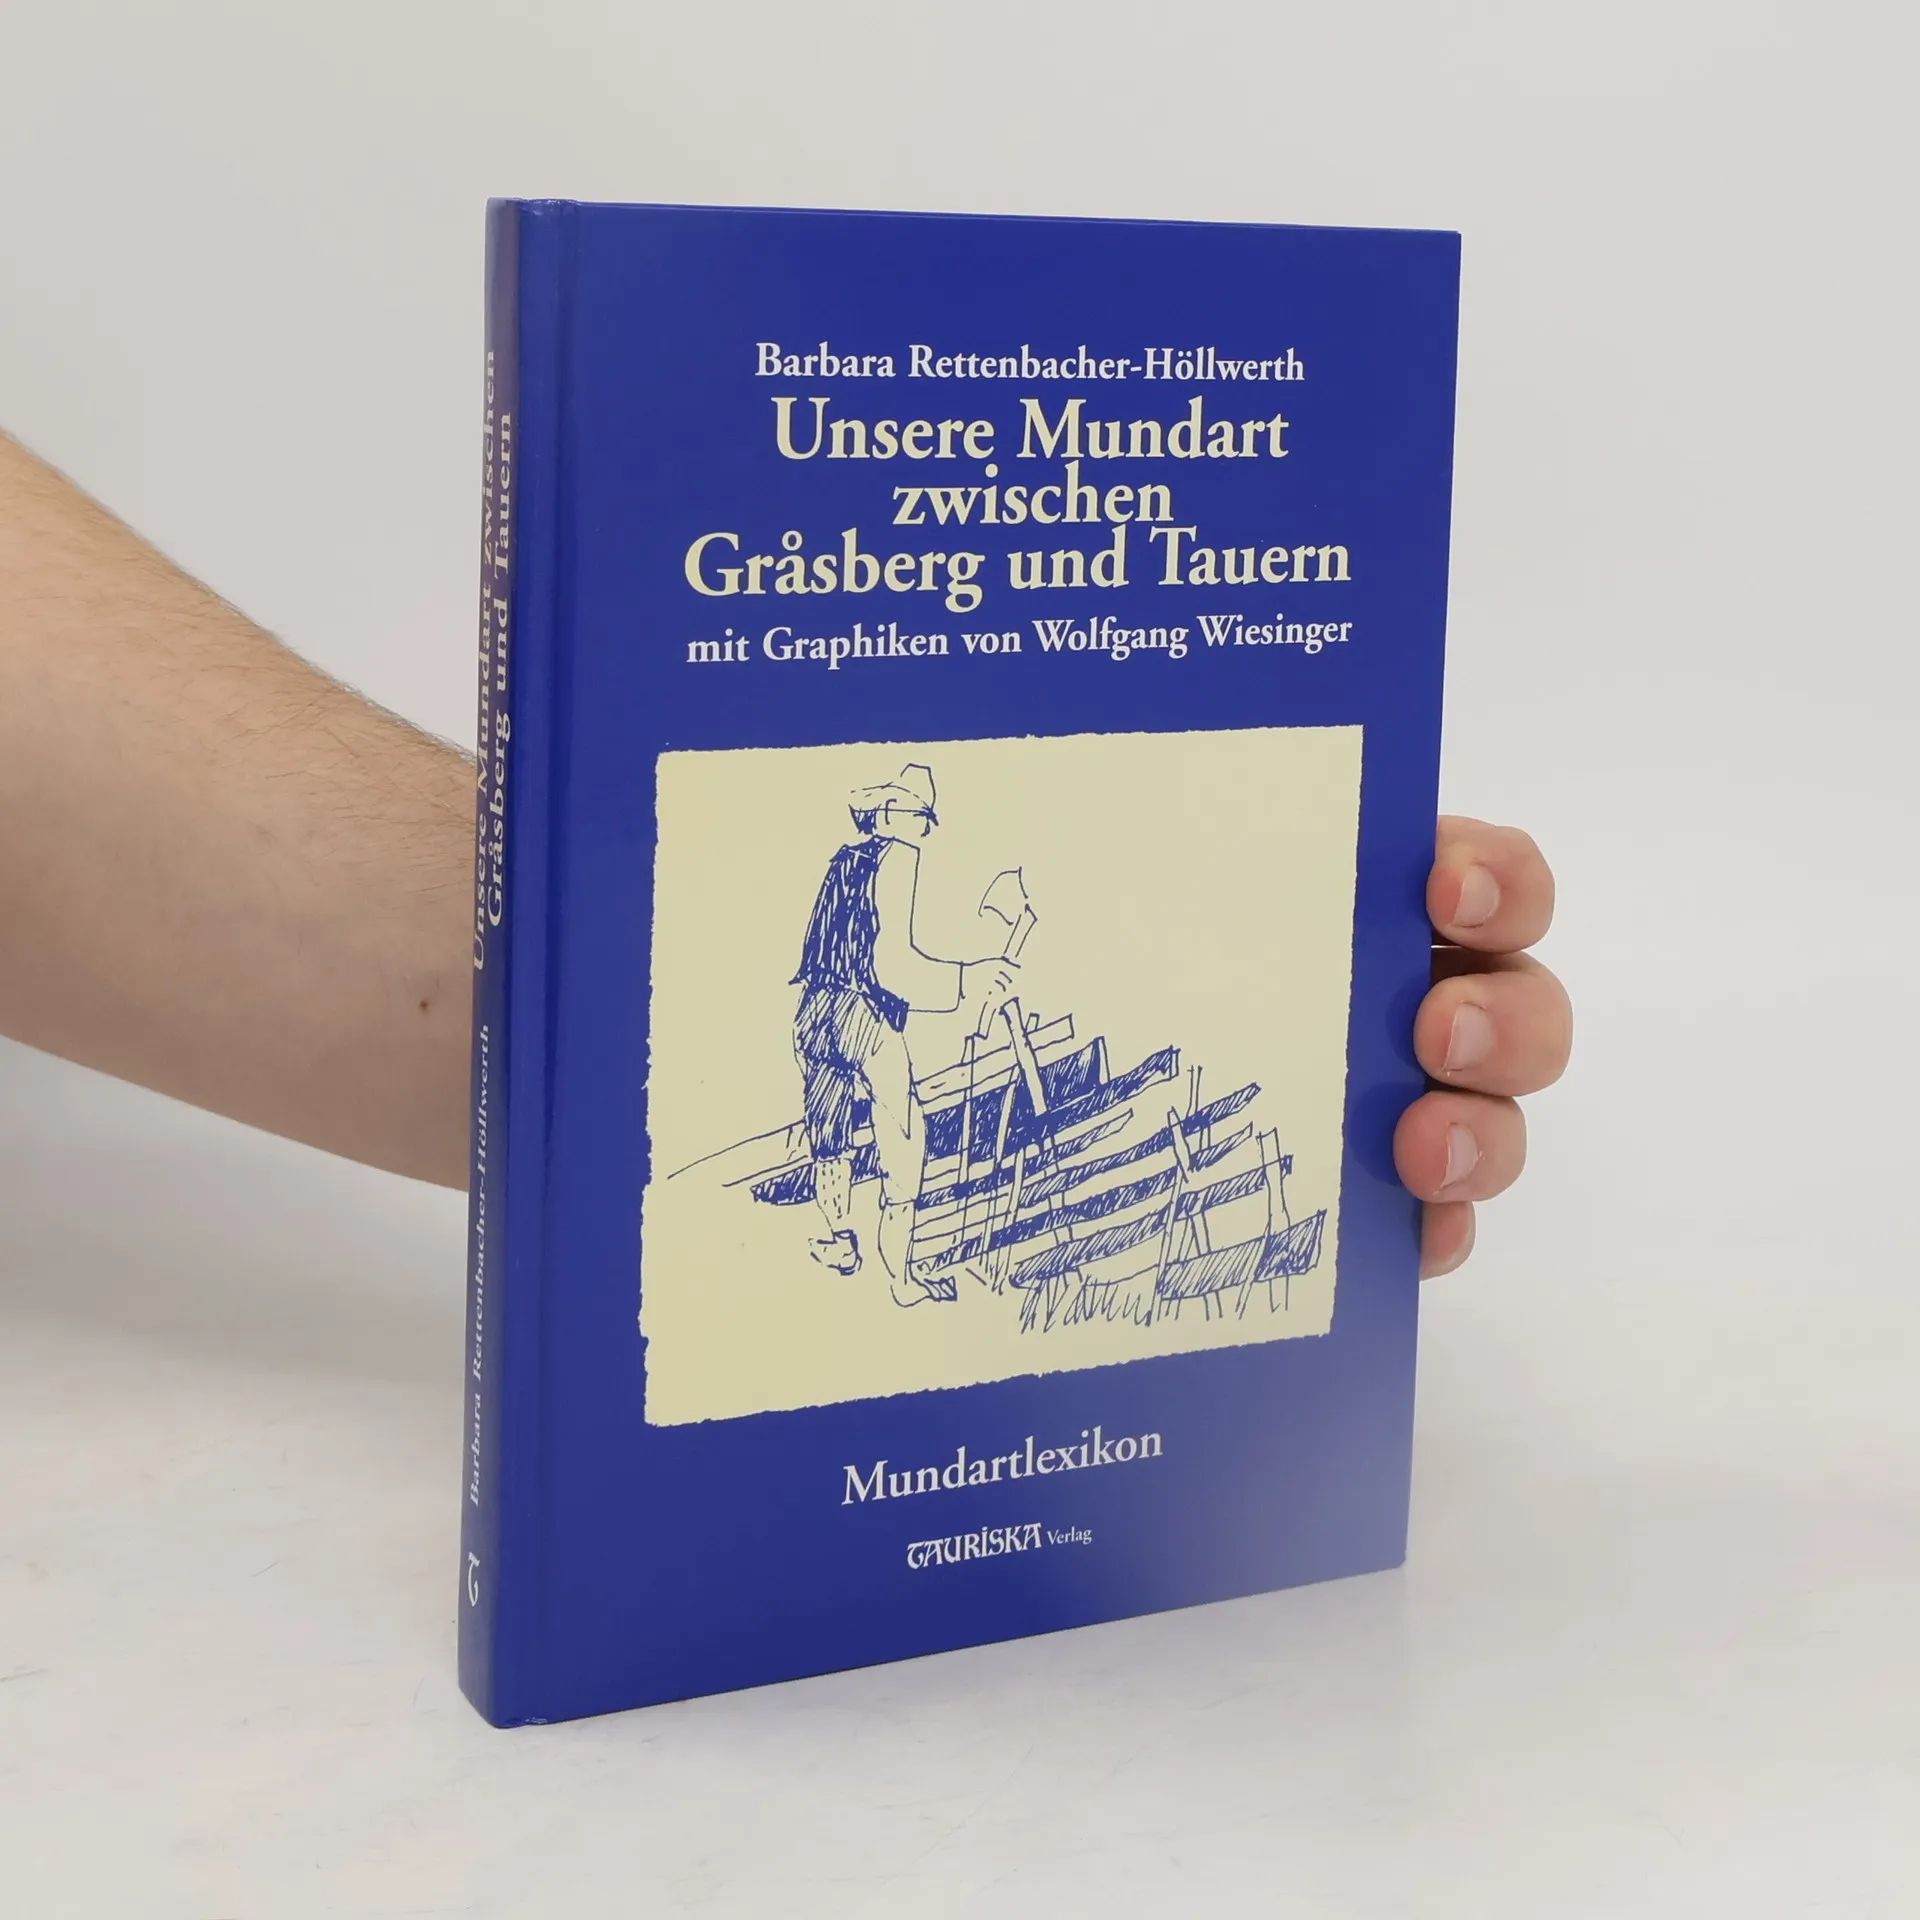 Barbara Rettenbacher-Höllwerth
Unsere Mundart
zwischen
Gråsberg und Tauern
mit Graphiken von Wolfgang Wiesinger
Mundartlexikon
TAURISKA Verlag
Barbara Rettenbacher-Höllwerth
Unsere Mundart zwischen
Gråsberg und Tauern